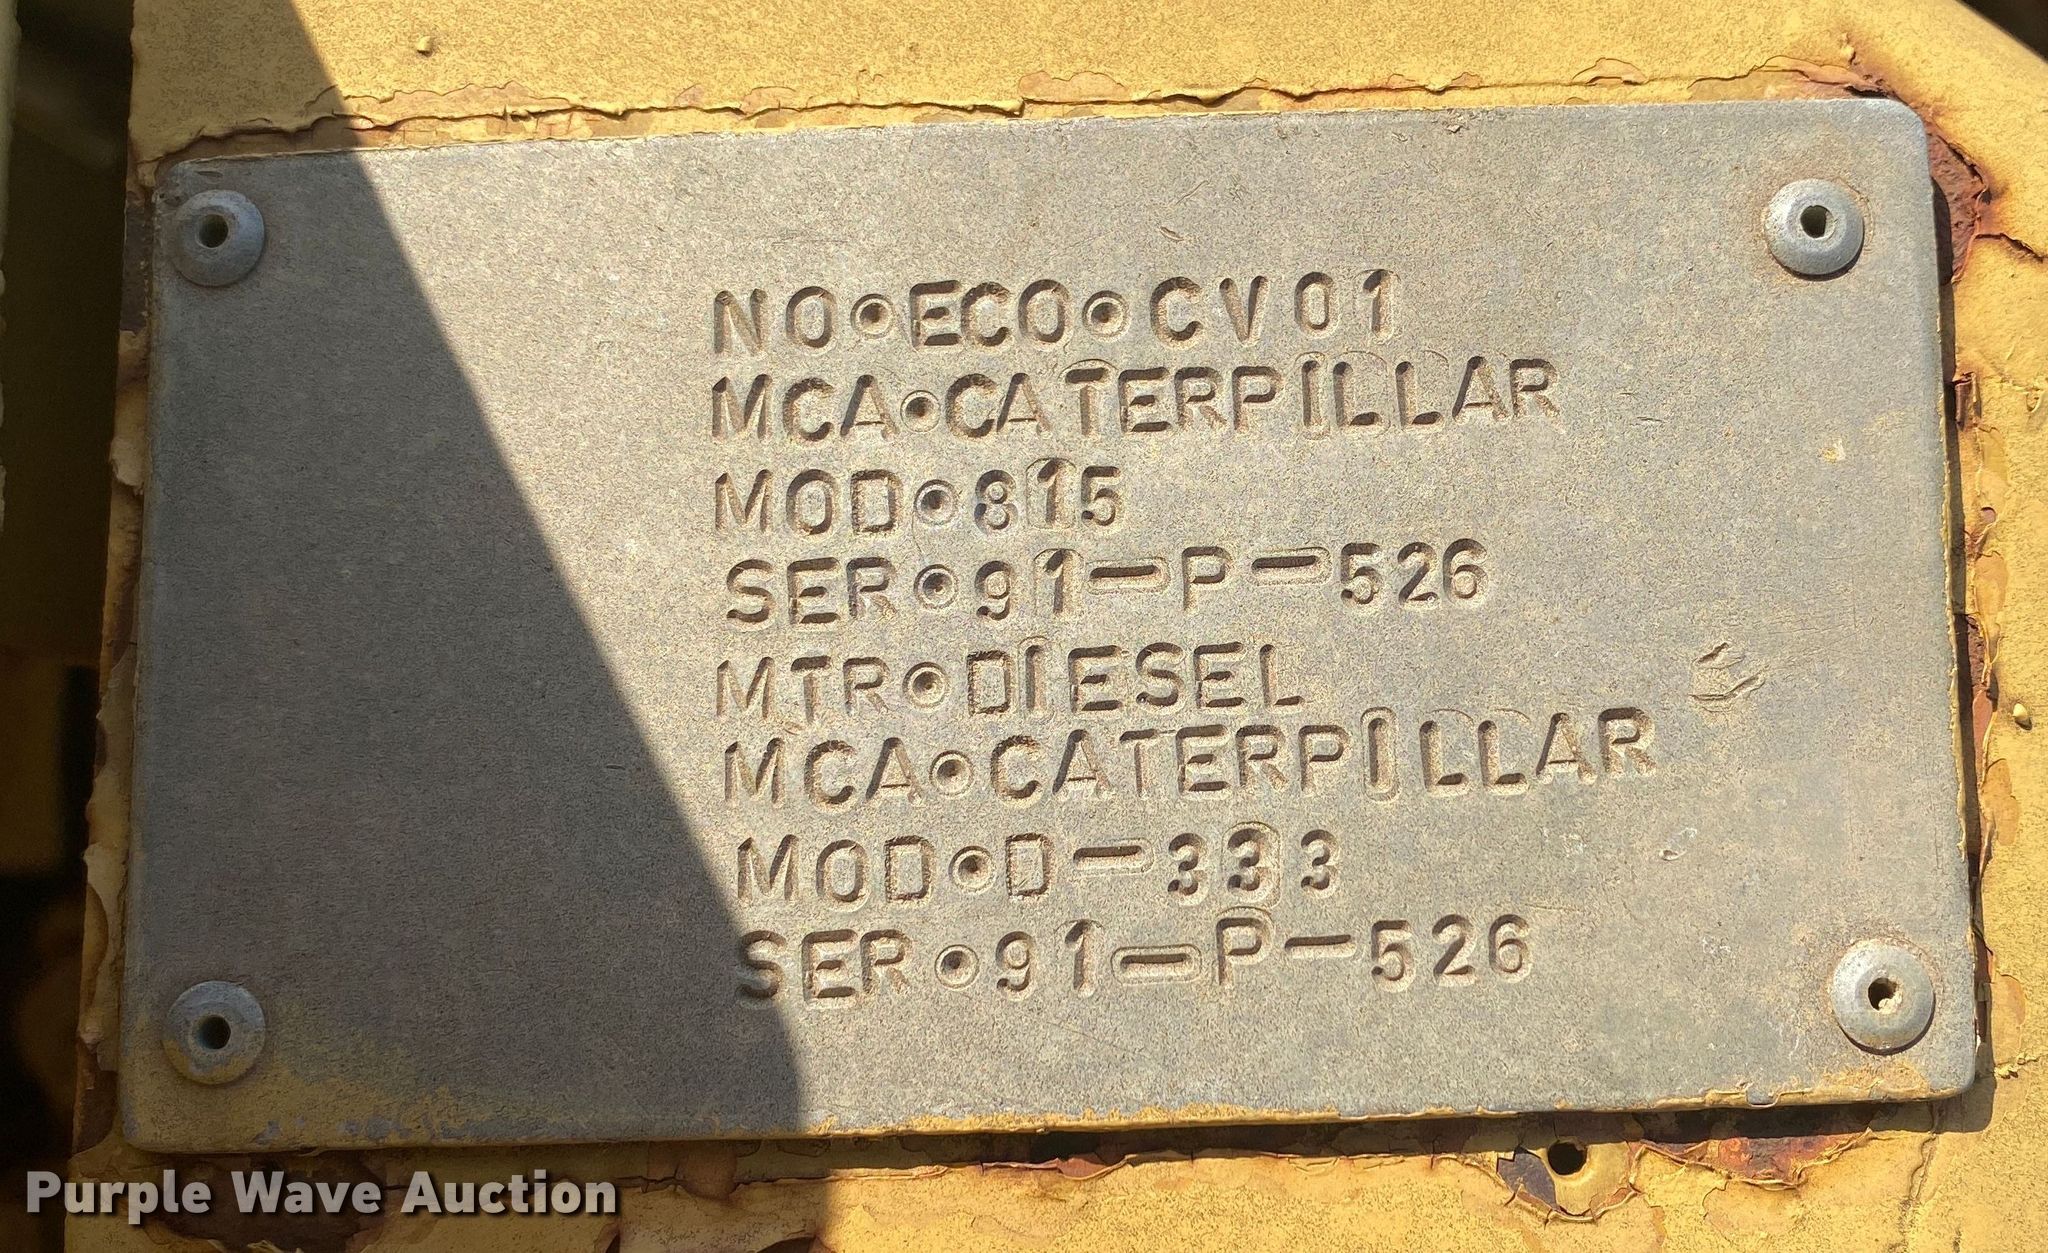 NO•ECO•CV01
MCA•CATERPILLAR
MOD•815
SER•91-P-526
MTR•DIESEL
MCA•CATERPILLAR
MOD•D-333
SER•91-P-526
Purple Wave Auction